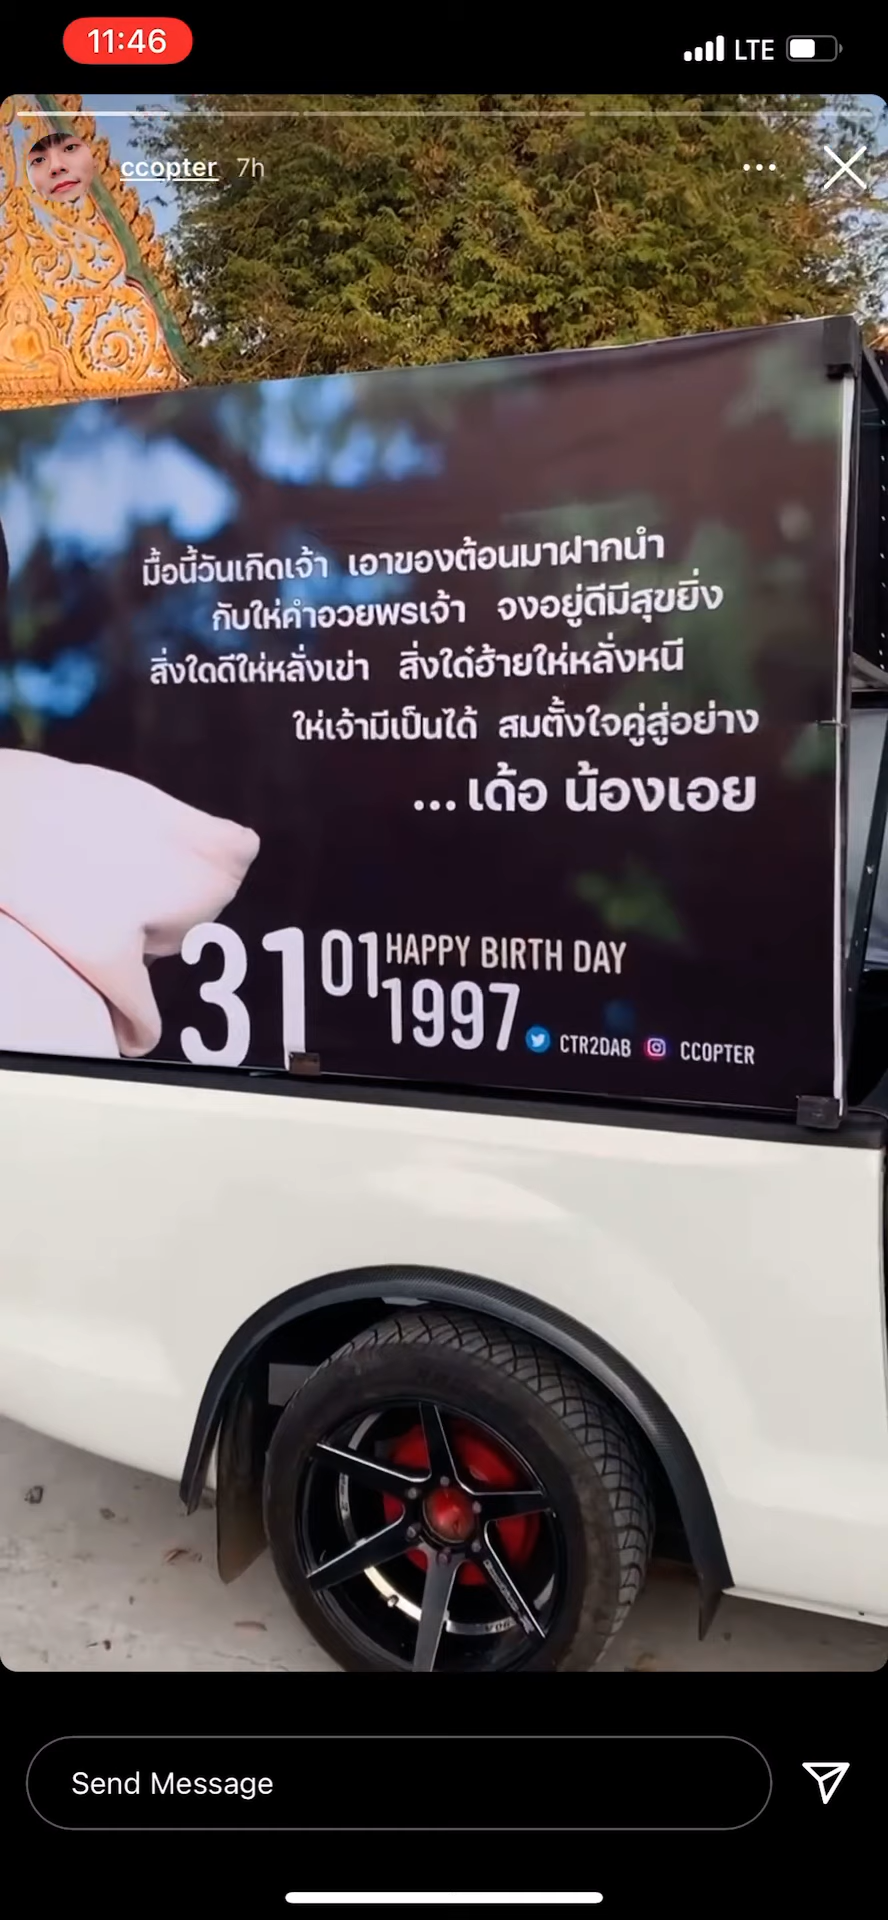 11:46
LTE
ccopter 7h
มื้อนี้วันเกิดเจ้า เอาของต้อนมาฝากนำ
กับให่คำอวยพรเจ้า จงอยู่ดีมีสุขยิ่ง
สิ่งใดดีให่หลั่งเข่า สิ่งใด๋ฮ้ายให่หลั่งหนี
ให่เจ้ามีเป็นได้ สมตั้งใจคู่สู่อย่าง
... เด้อ น้องเอย
31 01 HAPPY BIRTH DAY
1997
CTR2DAB CCOPTER
Send Message